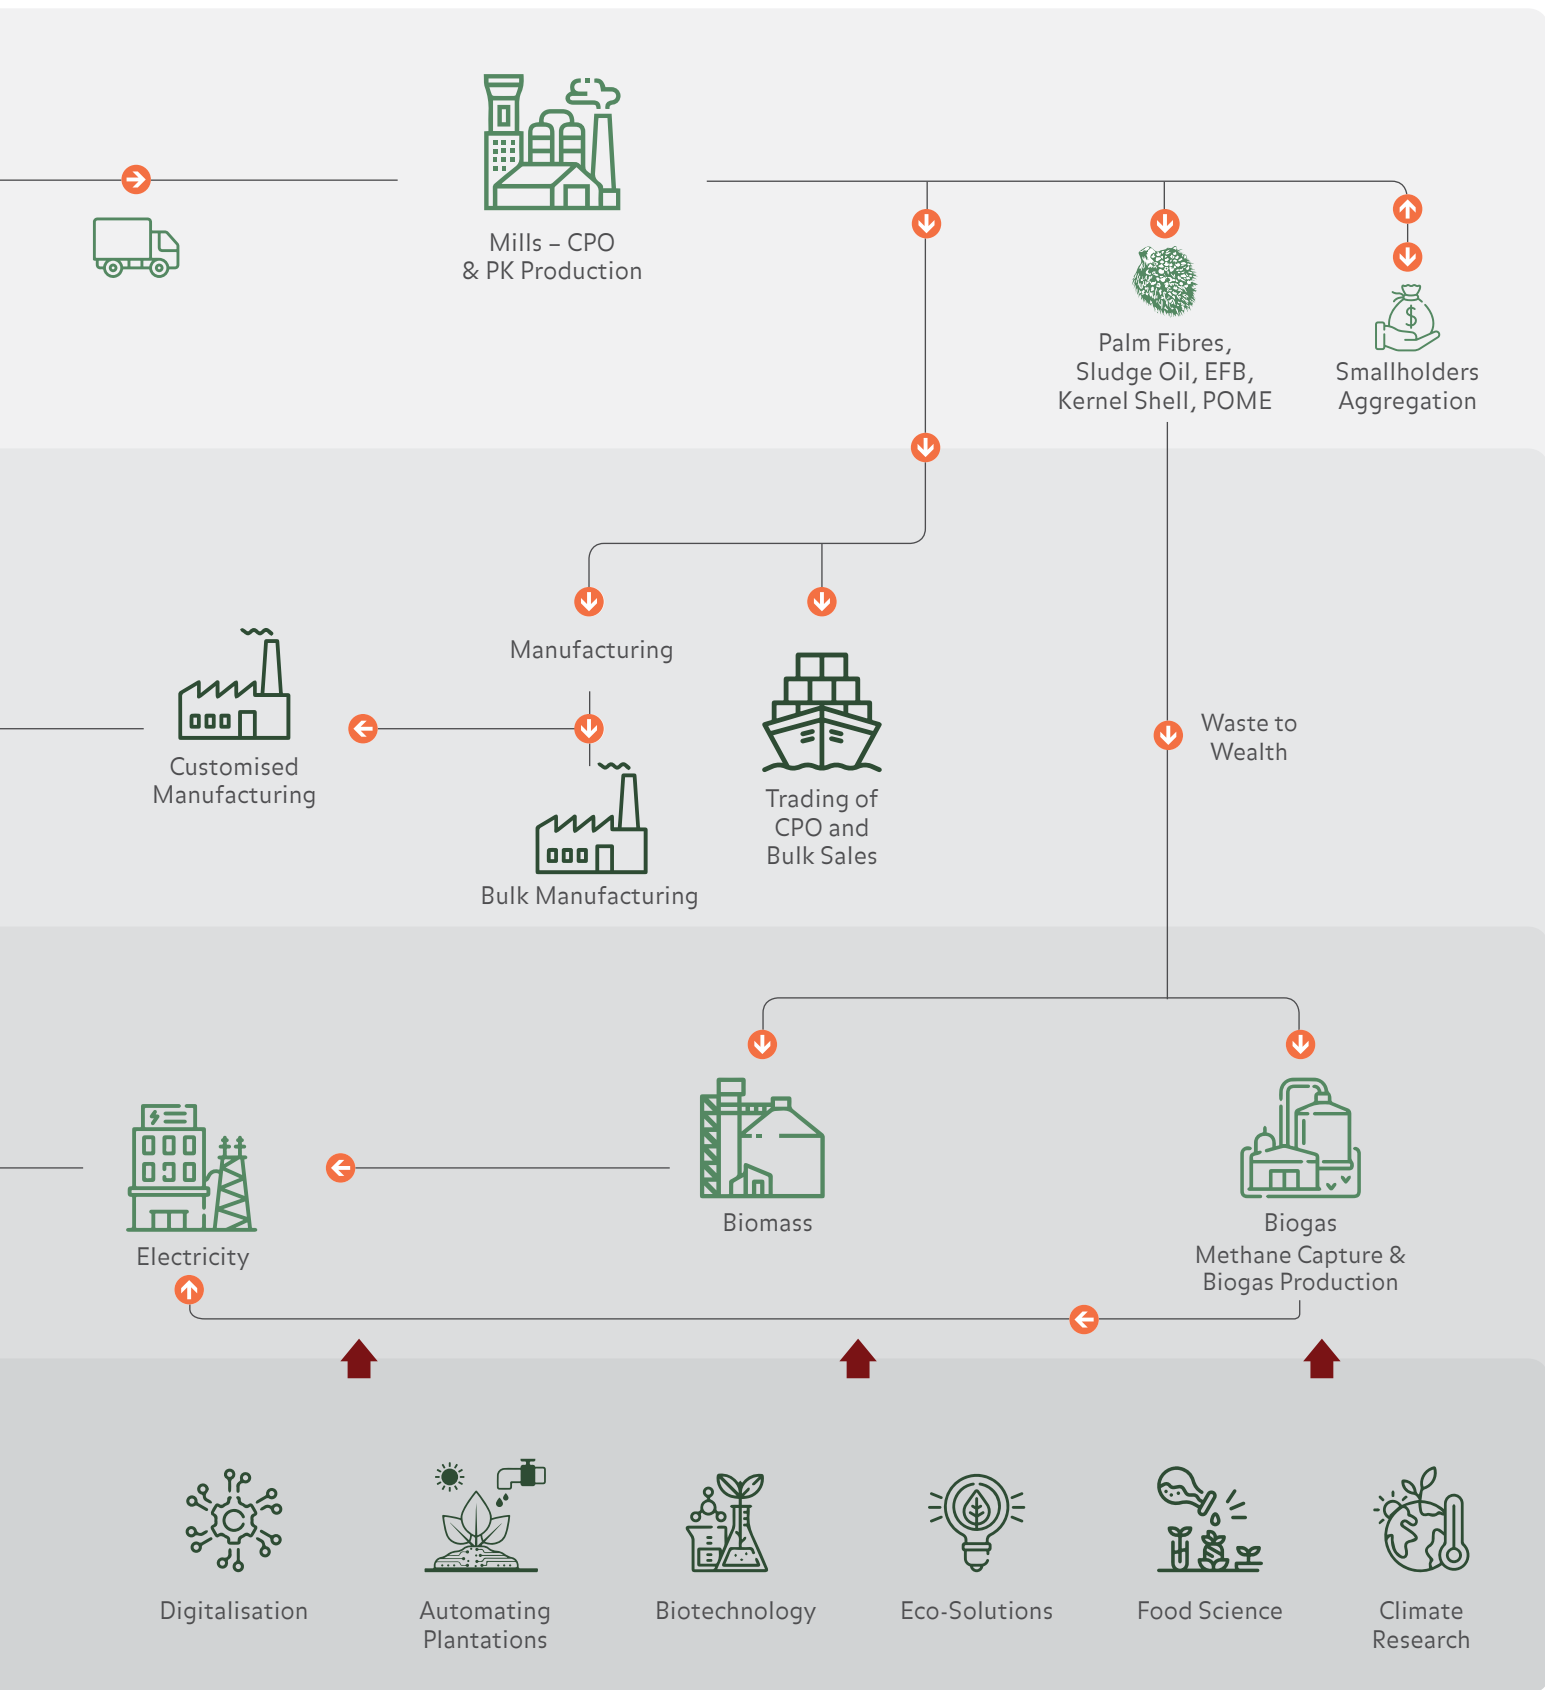 Mills – CPO
& PK Production
Palm Fibres,
Sludge Oil, EFB,
Kernel Shell, POME
Smallholders
Aggregation
Manufacturing
Customised
Manufacturing
Bulk Manufacturing
Trading of
CPO and
Bulk Sales
Waste to
Wealth
Electricity
Biomass
Biogas
Methane Capture &
Biogas Production
Digitalisation
Automating
Plantations
Biotechnology
Eco-Solutions
Food Science
Climate
Research